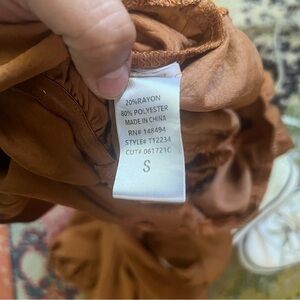 20%RAYON
80% POLYESTER
MADE IN CHINA
RN# 148494
STYLE# T12234
CUT# 061721C
S